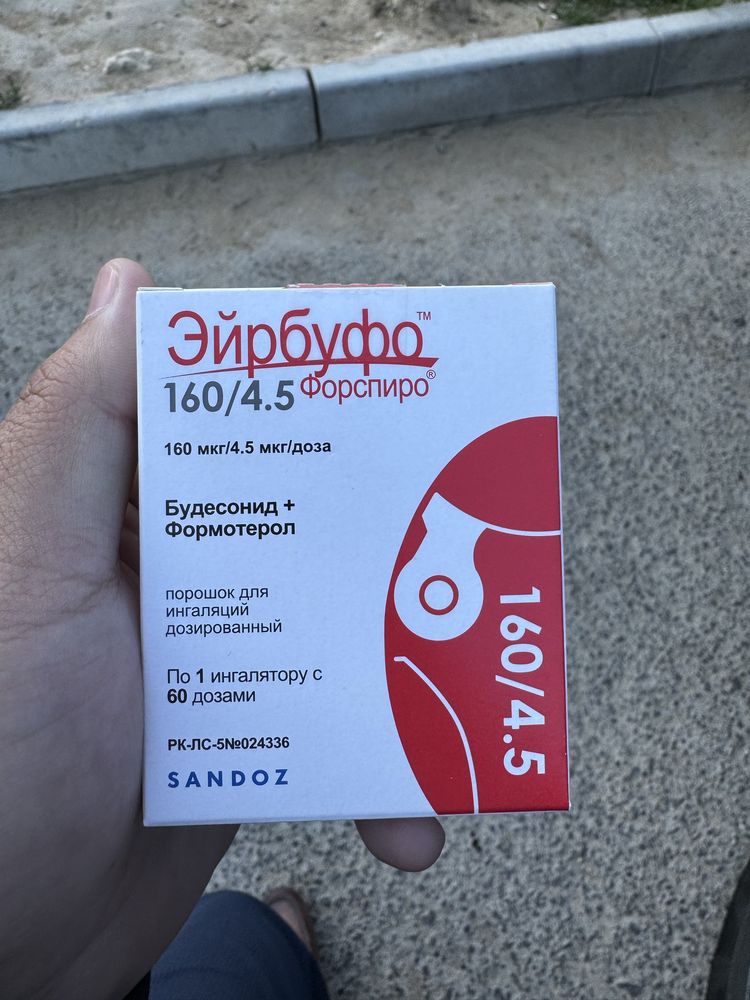 Эйрбуфо™
160/4.5 Форспиро®
160 мкг/4.5 мкг/доза
Будесонид +
Формотерол
порошок для
ингаляций
дозированный
По 1 ингалятору с
60 дозами
РК-ЛС-5№024336
SANDOZ
160/4.5